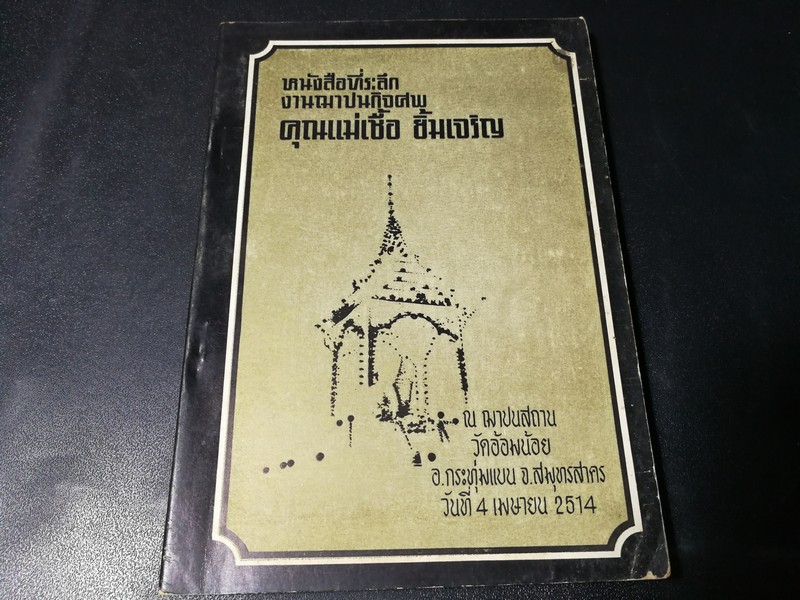 หนังสือที่ระลึก
งานฌาปนกิจศพ
คุณแม่เชื้อ ยิ้มเจริญ
ณ ฌาปนสถาน
วัดอ้อมน้อย
อ.กระทุ่มแบน จ.สมุทรสาคร
วันที่ 4 เมษายน 2514